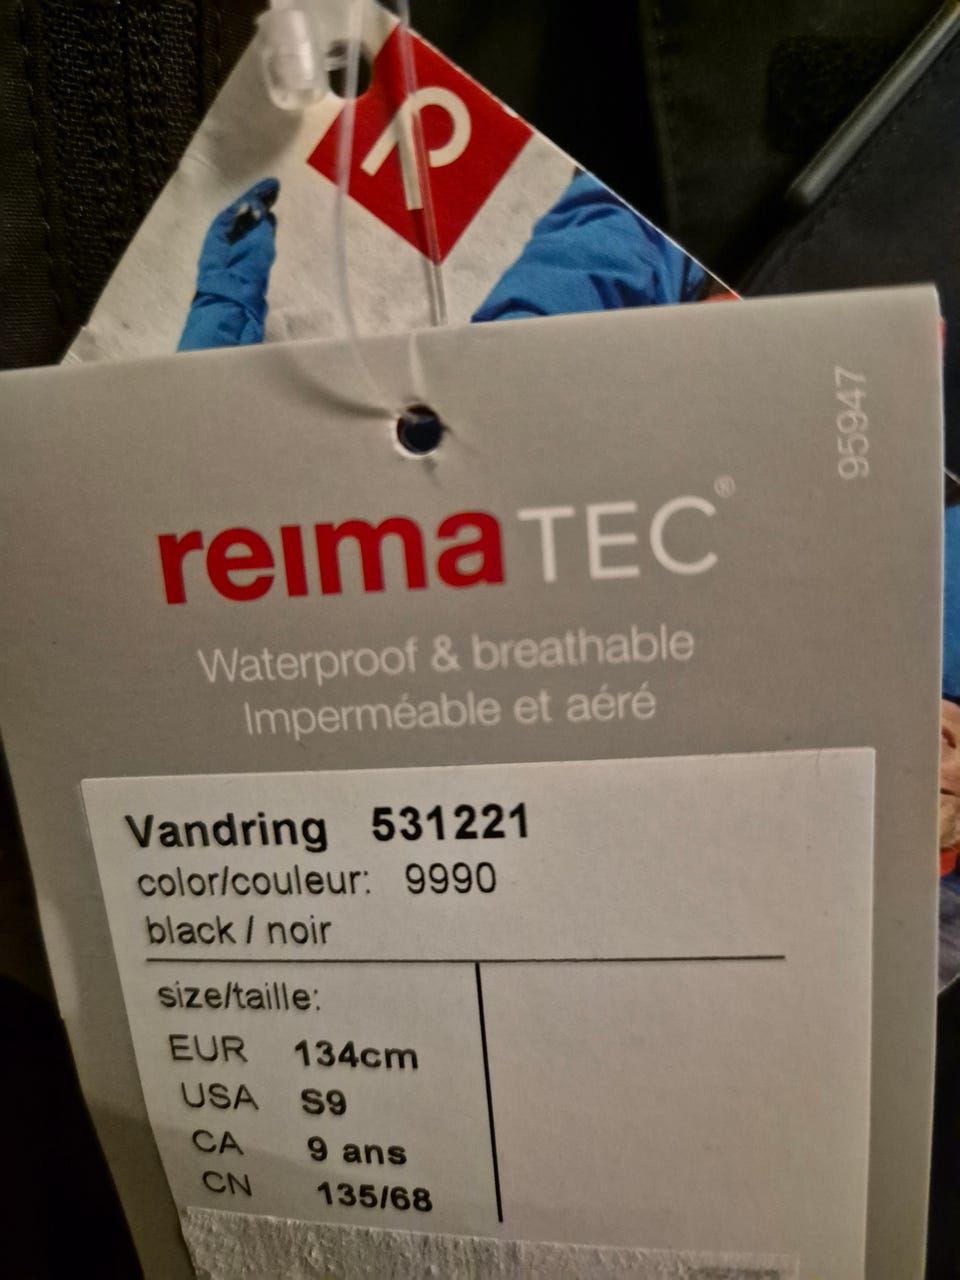 95947
reima TEC®
Waterproof & breathable
Imperméable et aéré
Vandring 531221
color/couleur: 9990
black / noir
size/taille:
EUR 134cm
USA S9
CA 9 ans
CN 135/68